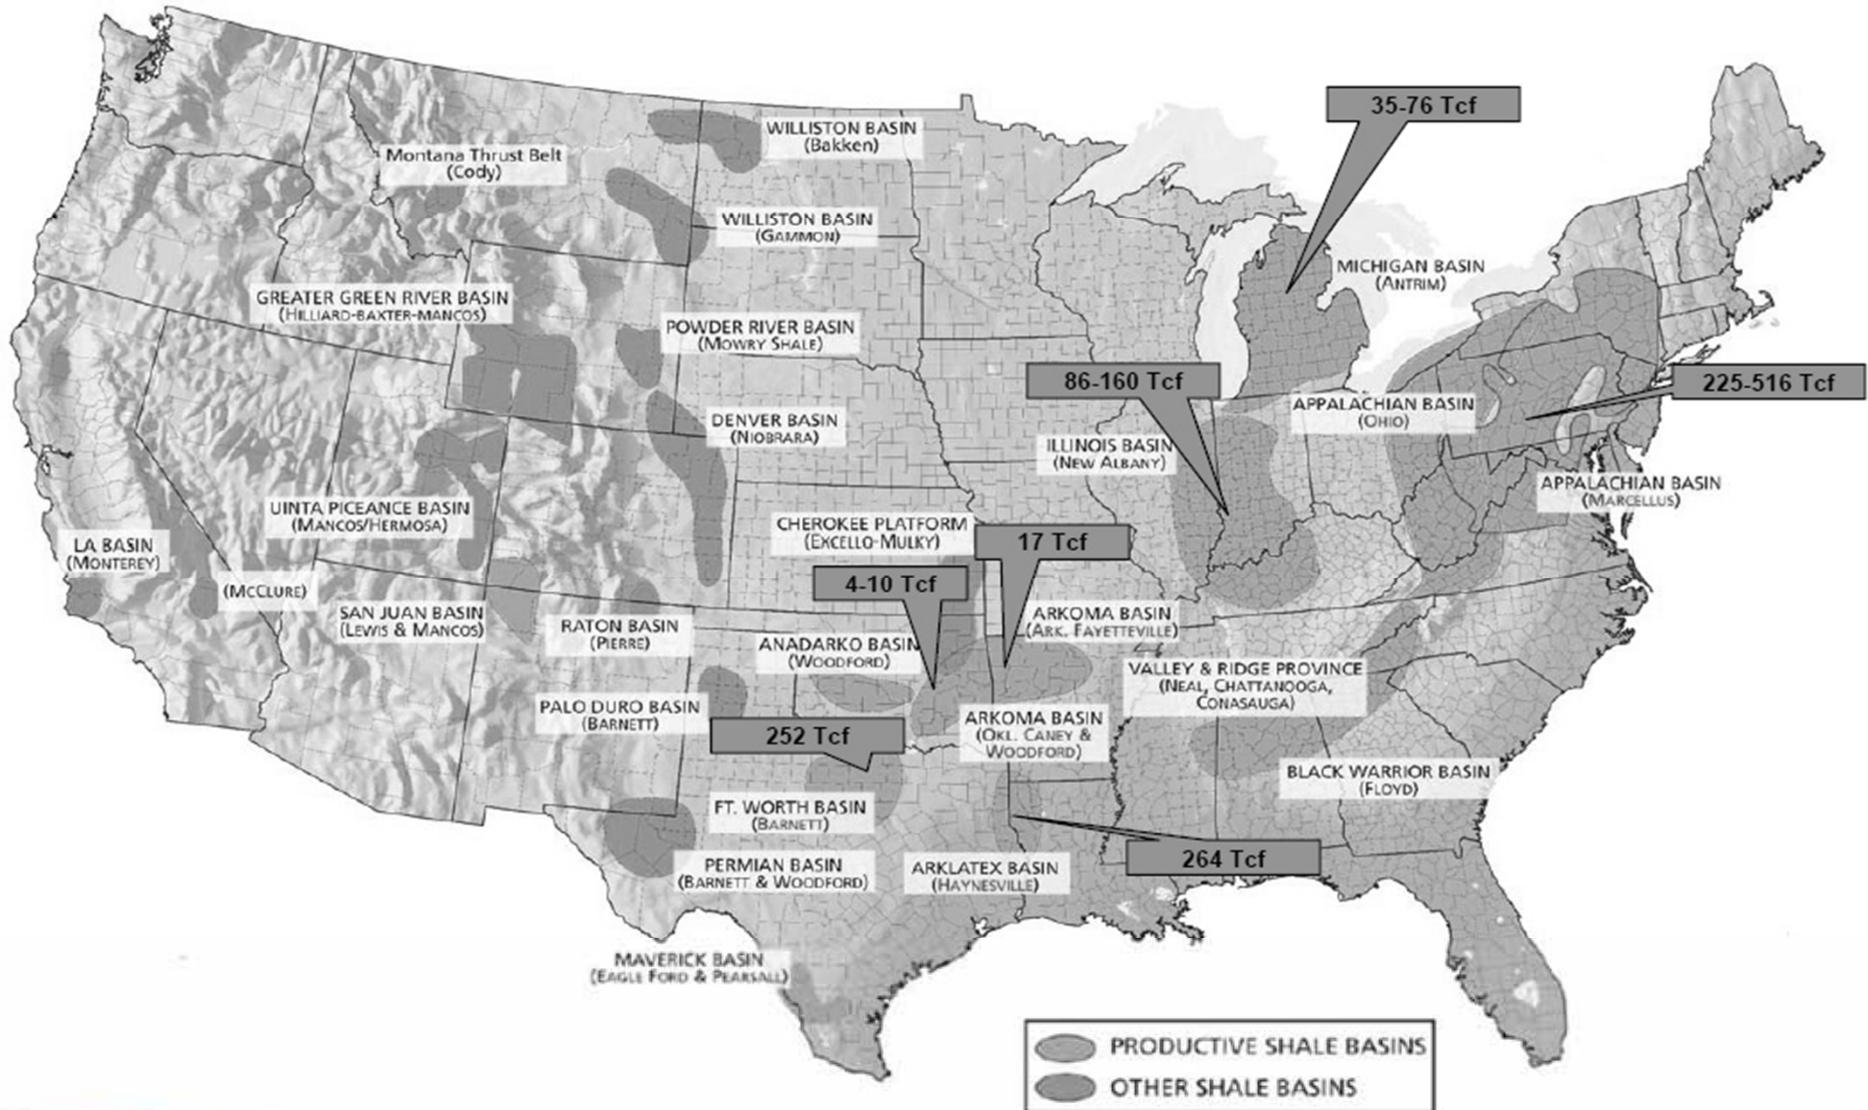 35-76 Tcf
WILLISTON BASIN
(Bakken)
Montana Thrust Belt
(Cody)
WILLISTON BASIN
(GAMMON)
MICHIGAN BASIN
(ANTRIM)
GREATER GREEN RIVER BASIN
(HILLIARD-BAXTER-MANCOS)
POWDER RIVER BASIN
(MOWRY SHALE)
86-160 Tcf
225-516 Tcf
APPALACHIAN BASIN
(OHIO)
DENVER BASIN
(NIOBRARA)
ILLINOIS BASIN
(NEW ALBANY)
APPALACHIAN BASIN
(MARCELLUS)
UINTA PICEANCE BASIN
(MANCOS/HERMOSA)
CHEROKEE PLATFORM
(EXCELLO-MULKY)
17 Tcf
LA BASIN
(MONTEREY)
4-10 Tcf
(MCCLURE)
SAN JUAN BASIN
(LEWIS & MANCOS)
RATON BASIN
(PIERRE)
ARKOMA BASIN
(ARK. FAYETTEVILLE)
ANADARKO BASIN
(WOODFORD)
VALLEY & RIDGE PROVINCE
(NEAL, CHATTANOOGA,
CONASAUGA)
PALO DURO BASIN
(BARNETT)
252 Tcf
ARKOMA BASIN
(OKL. CANEY &
WOODFORD)
BLACK WARRIOR BASIN
(FLOYD)
FT. WORTH BASIN
(BARNETT)
264 Tcf
PERMIAN BASIN
(BARNETT & WOODFORD)
ARKLATEX BASIN
(HAYNESVILLE)
MAVERICK BASIN
(EAGLE FORD & PEARSALL)
PRODUCTIVE SHALE BASINS
OTHER SHALE BASINS